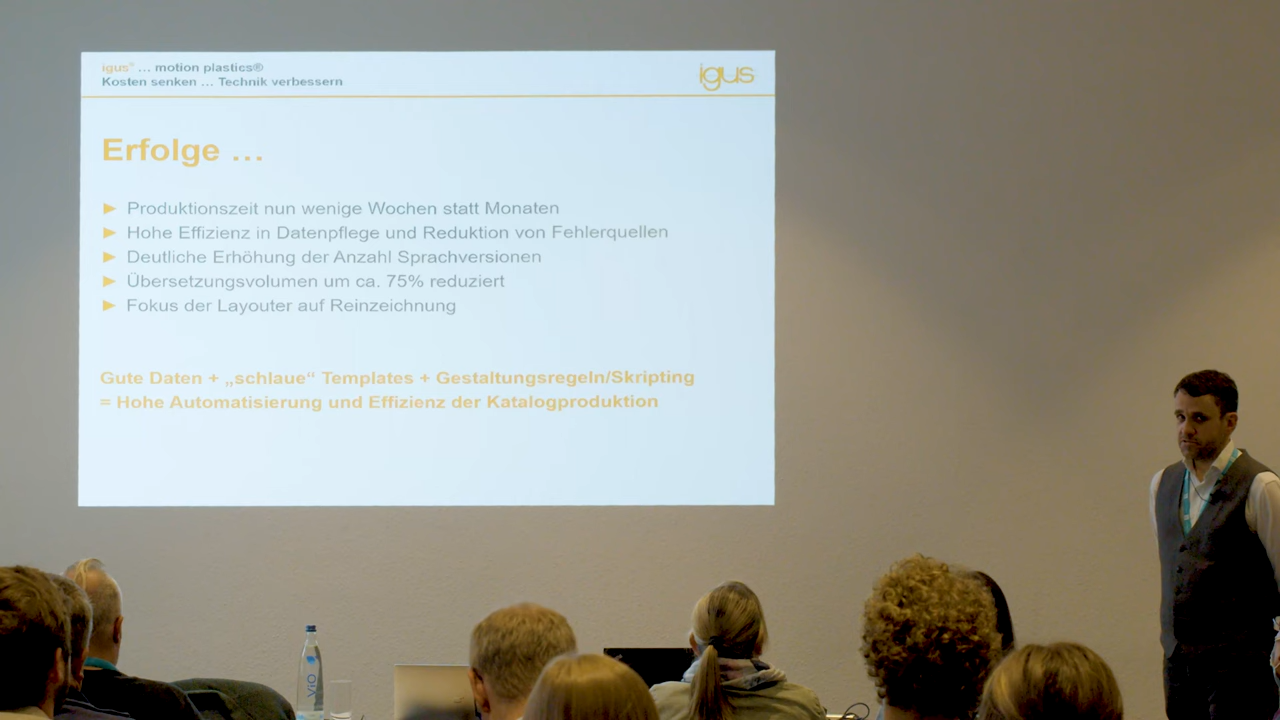 igus® ... motion plastics®
Kosten senken ... Technik verbessern
igus
Erfolge ...
Produktionszeit nun wenige Wochen statt Monaten
Hohe Effizienz in Datenpflege und Reduktion von Fehlerquellen
Deutliche Erhöhung der Anzahl Sprachversionen
Übersetzungsvolumen um ca. 75% reduziert
Fokus der Layouter auf Reinzeichnung
Gute Daten + „schlaue“ Templates + Gestaltungsregeln/Skripting
= Hohe Automatisierung und Effizienz der Katalogproduktion
VIO